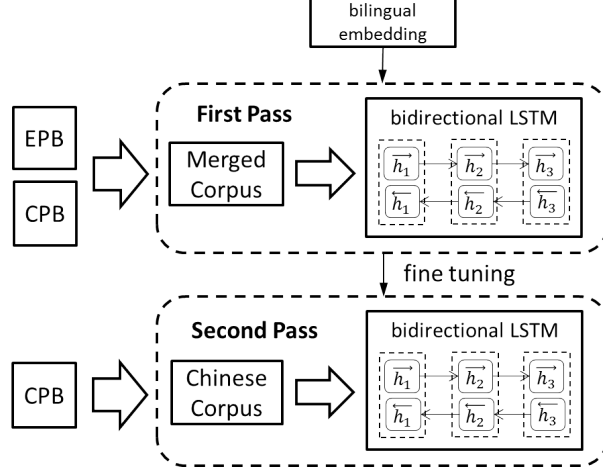 bilingual
embedding
First Pass
bidirectional LSTM
EPB
CPB
Merged
Corpus
h₁→ h₂→ h₃→
h₁← h₂← h₃←
fine tuning
Second Pass
bidirectional LSTM
CPB
Chinese
Corpus
h₁→ h₂→ h₃→
h₁← h₂← h₃←